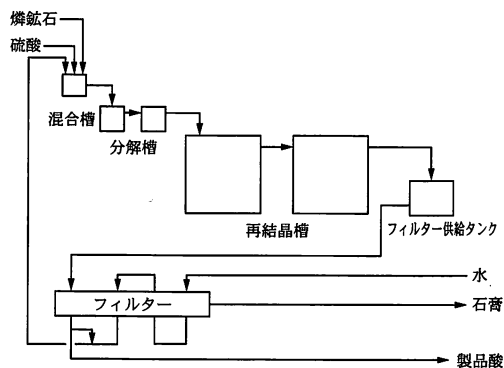 燐鉱石
硫酸
混合槽
分解槽
再結晶槽
フィルター供給タンク
水
フィルター
石膏
製品酸